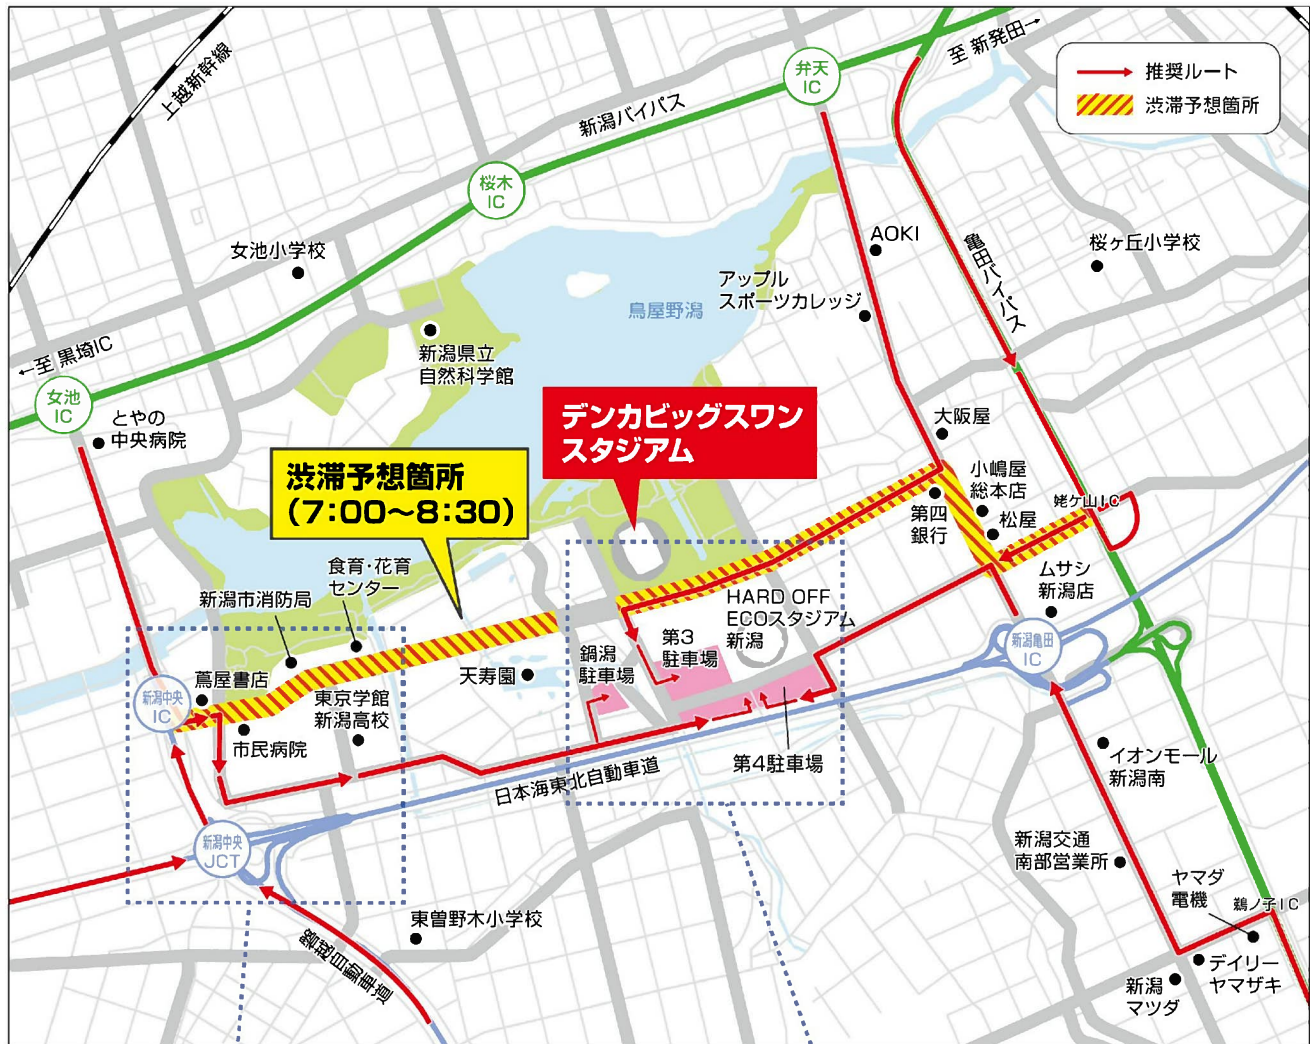 上越新幹線
新潟バイパス
弁天
IC
至 新発田→
推奨ルート
渋滞予想箇所
桜木
IC
女池小学校
AOKI
亀田バイパス
桜ヶ丘小学校
アップル
スポーツカレッジ
鳥屋野潟
新潟県立
自然科学館
←至 黒埼IC
女池
IC
とやの
中央病院
デンカビッグスワン
スタジアム
大阪屋
渋滞予想箇所
(7:00〜8:30)
小嶋屋
総本店
姥ケ山IC
第四
銀行
松屋
食育・花育
センター
新潟市消防局
ムサシ
新潟店
HARD OFF
ECOスタジアム
新潟
新潟亀田
IC
第3
駐車場
鍋潟
駐車場
天寿園
蔦屋書店
新潟中央
IC
東京学館
新潟高校
市民病院
第4駐車場
イオンモール
新潟南
日本海東北自動車道
新潟中央
JCT
新潟交通
南部営業所
ヤマダ
電機
鵜ノ子IC
東曽野木小学校
磐越自動車道
デイリー
ヤマザキ
新潟
マツダ